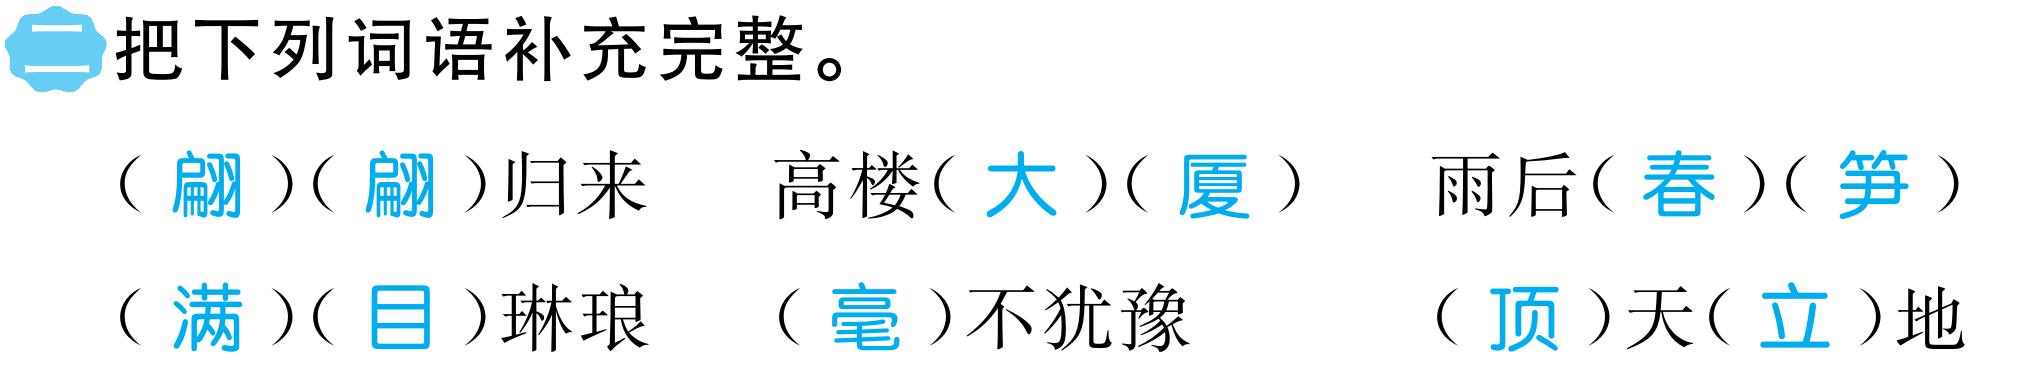 二 把下列词语补充完整。
（翩）（翩）归来 高楼（大）（厦） 雨后（春）（笋）
（满）（目）琳琅 （毫）不犹豫 （顶）天（立）地